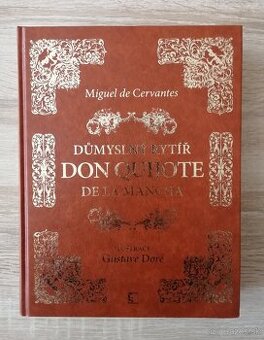 Miguel de Cervantes
DŮMYSLNÝ RYTÍŘ
DON QUIJOTE
DE LA MANCHA
ILUSTRACE
Gustave Doré